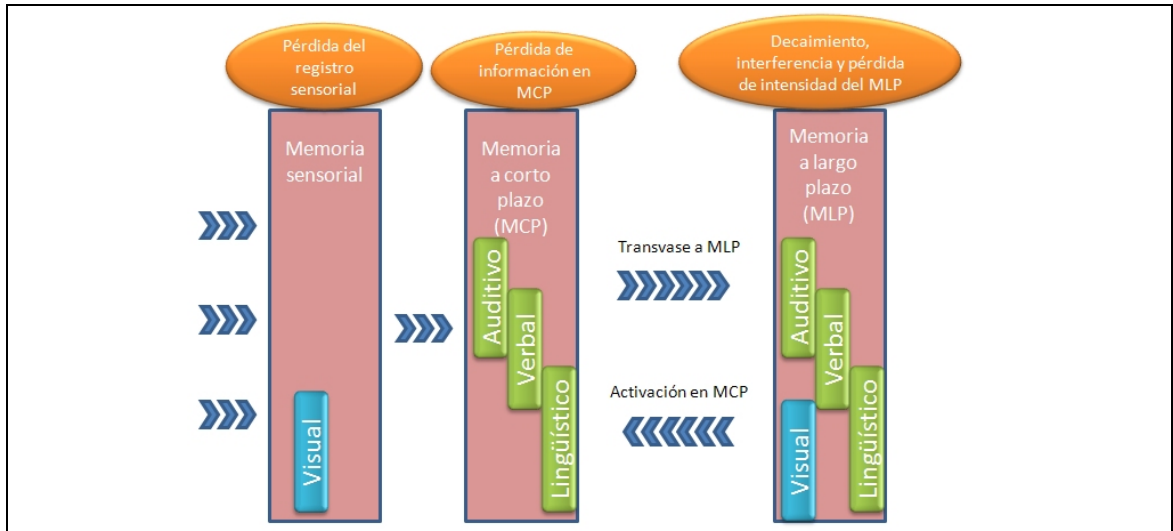 Pérdida del
registro
sensorial
Pérdida de
información en
MCP
Decaimiento,
interferencia y pérdida
de intensidad del MLP
Memoria
sensorial
Visual
Memoria
a corto
plazo
(MCP)
Auditivo
Verbal
Lingüístico
Transvase a MLP
Activación en MCP
Memoria
a largo
plazo
(MLP)
Auditivo
Verbal
Visual
Lingüístico